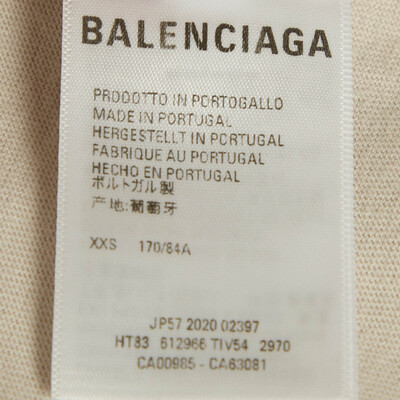 BALENCIAGA
PRODOTTO IN PORTOGALLO
MADE IN PORTUGAL
HERGESTELLT IN PORTUGAL
FABRIQUE AU PORTUGAL
HECHO EN PORTUGAL
ポルトガル製
产地:葡萄牙
XXS 170/84A
JP57 2020 02397
HT83 612966 TIV54 2970
CA00985 - CA63081